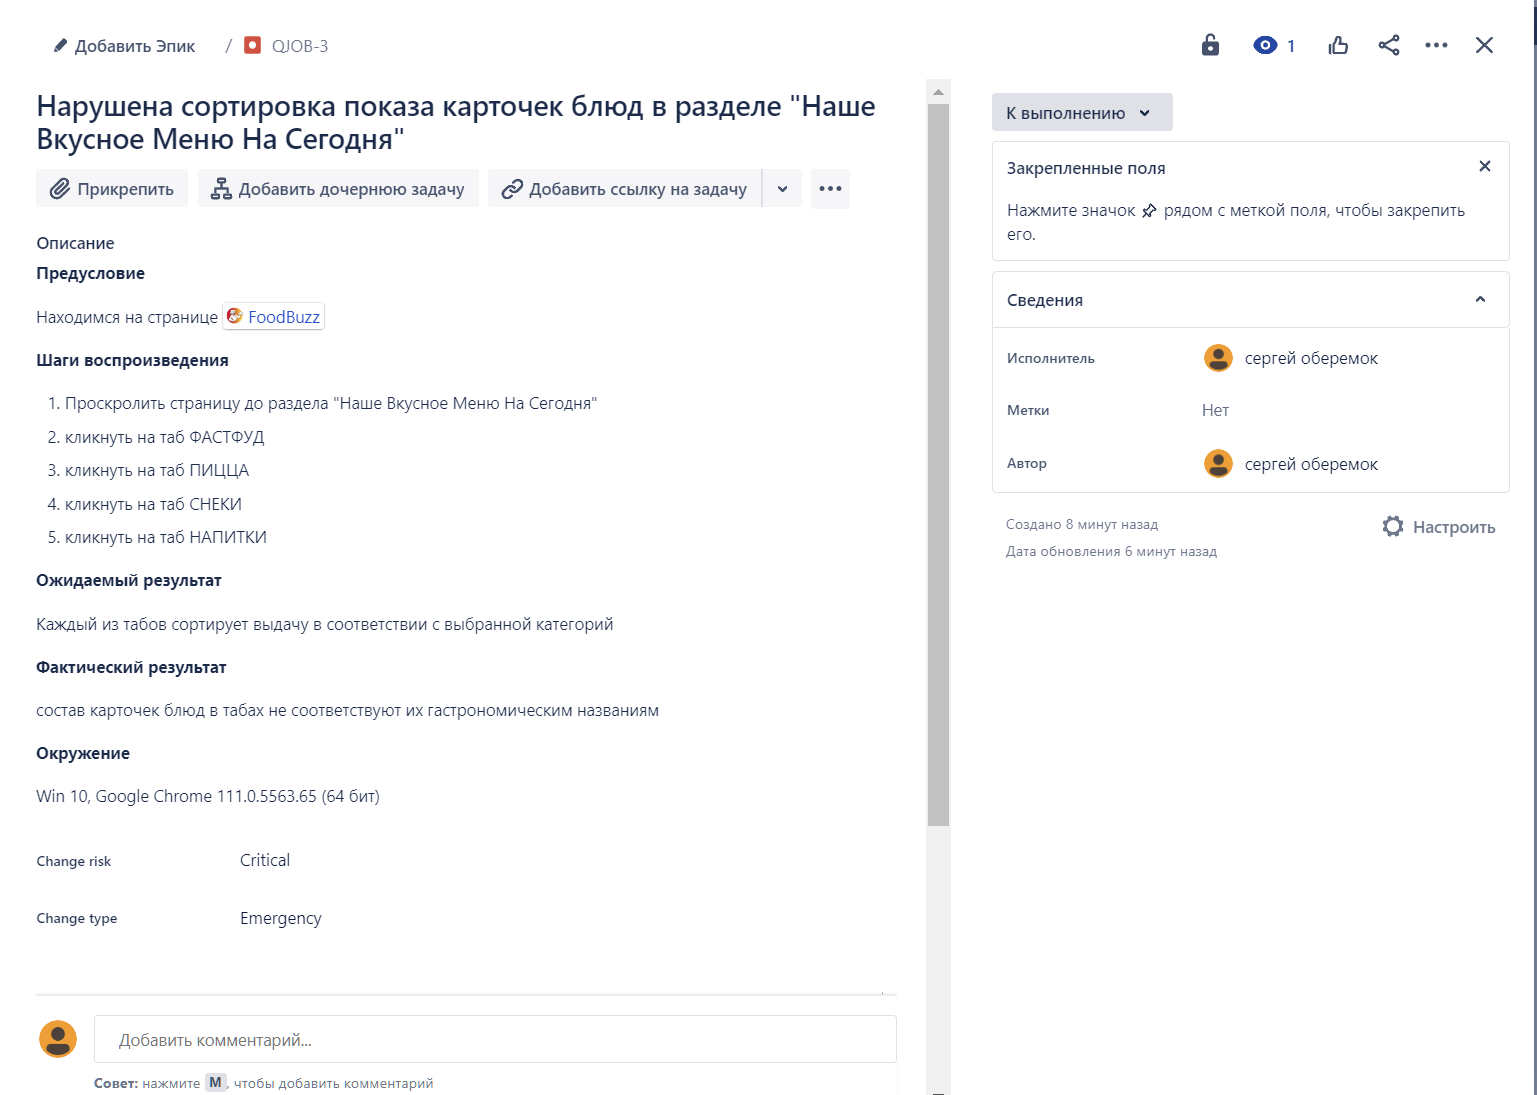 Добавить Эпик / QJOB-3
1
Нарушена сортировка показа карточек блюд в разделе "Наше
Вкусное Меню На Сегодня"
Прикрепить Добавить дочернюю задачу Добавить ссылку на задачу
Описание
Предусловие
Находимся на странице FoodBuzz
Шаги воспроизведения
1. Проскролить страницу до раздела "Наше Вкусное Меню На Сегодня"
2. кликнуть на таб ФАСТФУД
3. кликнуть на таб ПИЦЦА
4. кликнуть на таб СНЕКИ
5. кликнуть на таб НАПИТКИ
Ожидаемый результат
Каждый из табов сортирует выдачу в соответствии с выбранной категорий
Фактический результат
состав карточек блюд в табах не соответствуют их гастрономическим названиям
Окружение
Win 10, Google Chrome 111.0.5563.65 (64 бит)
Change risk Critical
Change type Emergency
Добавить комментарий...
Совет: нажмите M, чтобы добавить комментарий
К выполнению
Закрепленные поля
Нажмите значок рядом с меткой поля, чтобы закрепить
его.
Сведения
Исполнитель сергей оберемок
Метки Нет
Автор сергей оберемок
Создано 8 минут назад
Дата обновления 6 минут назад
Настроить